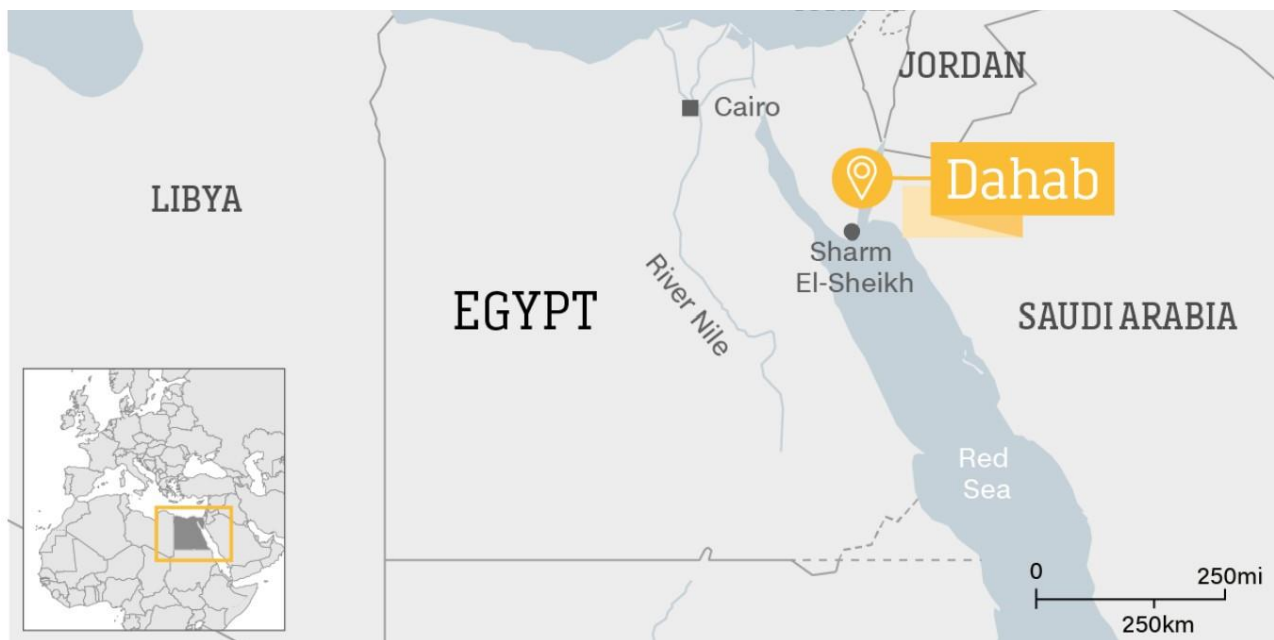 JORDAN
Cairo
Dahab
LIBYA
Sharm
El-Sheikh
EGYPT
River Nile
SAUDI ARABIA
Red
Sea
0 250mi
250km